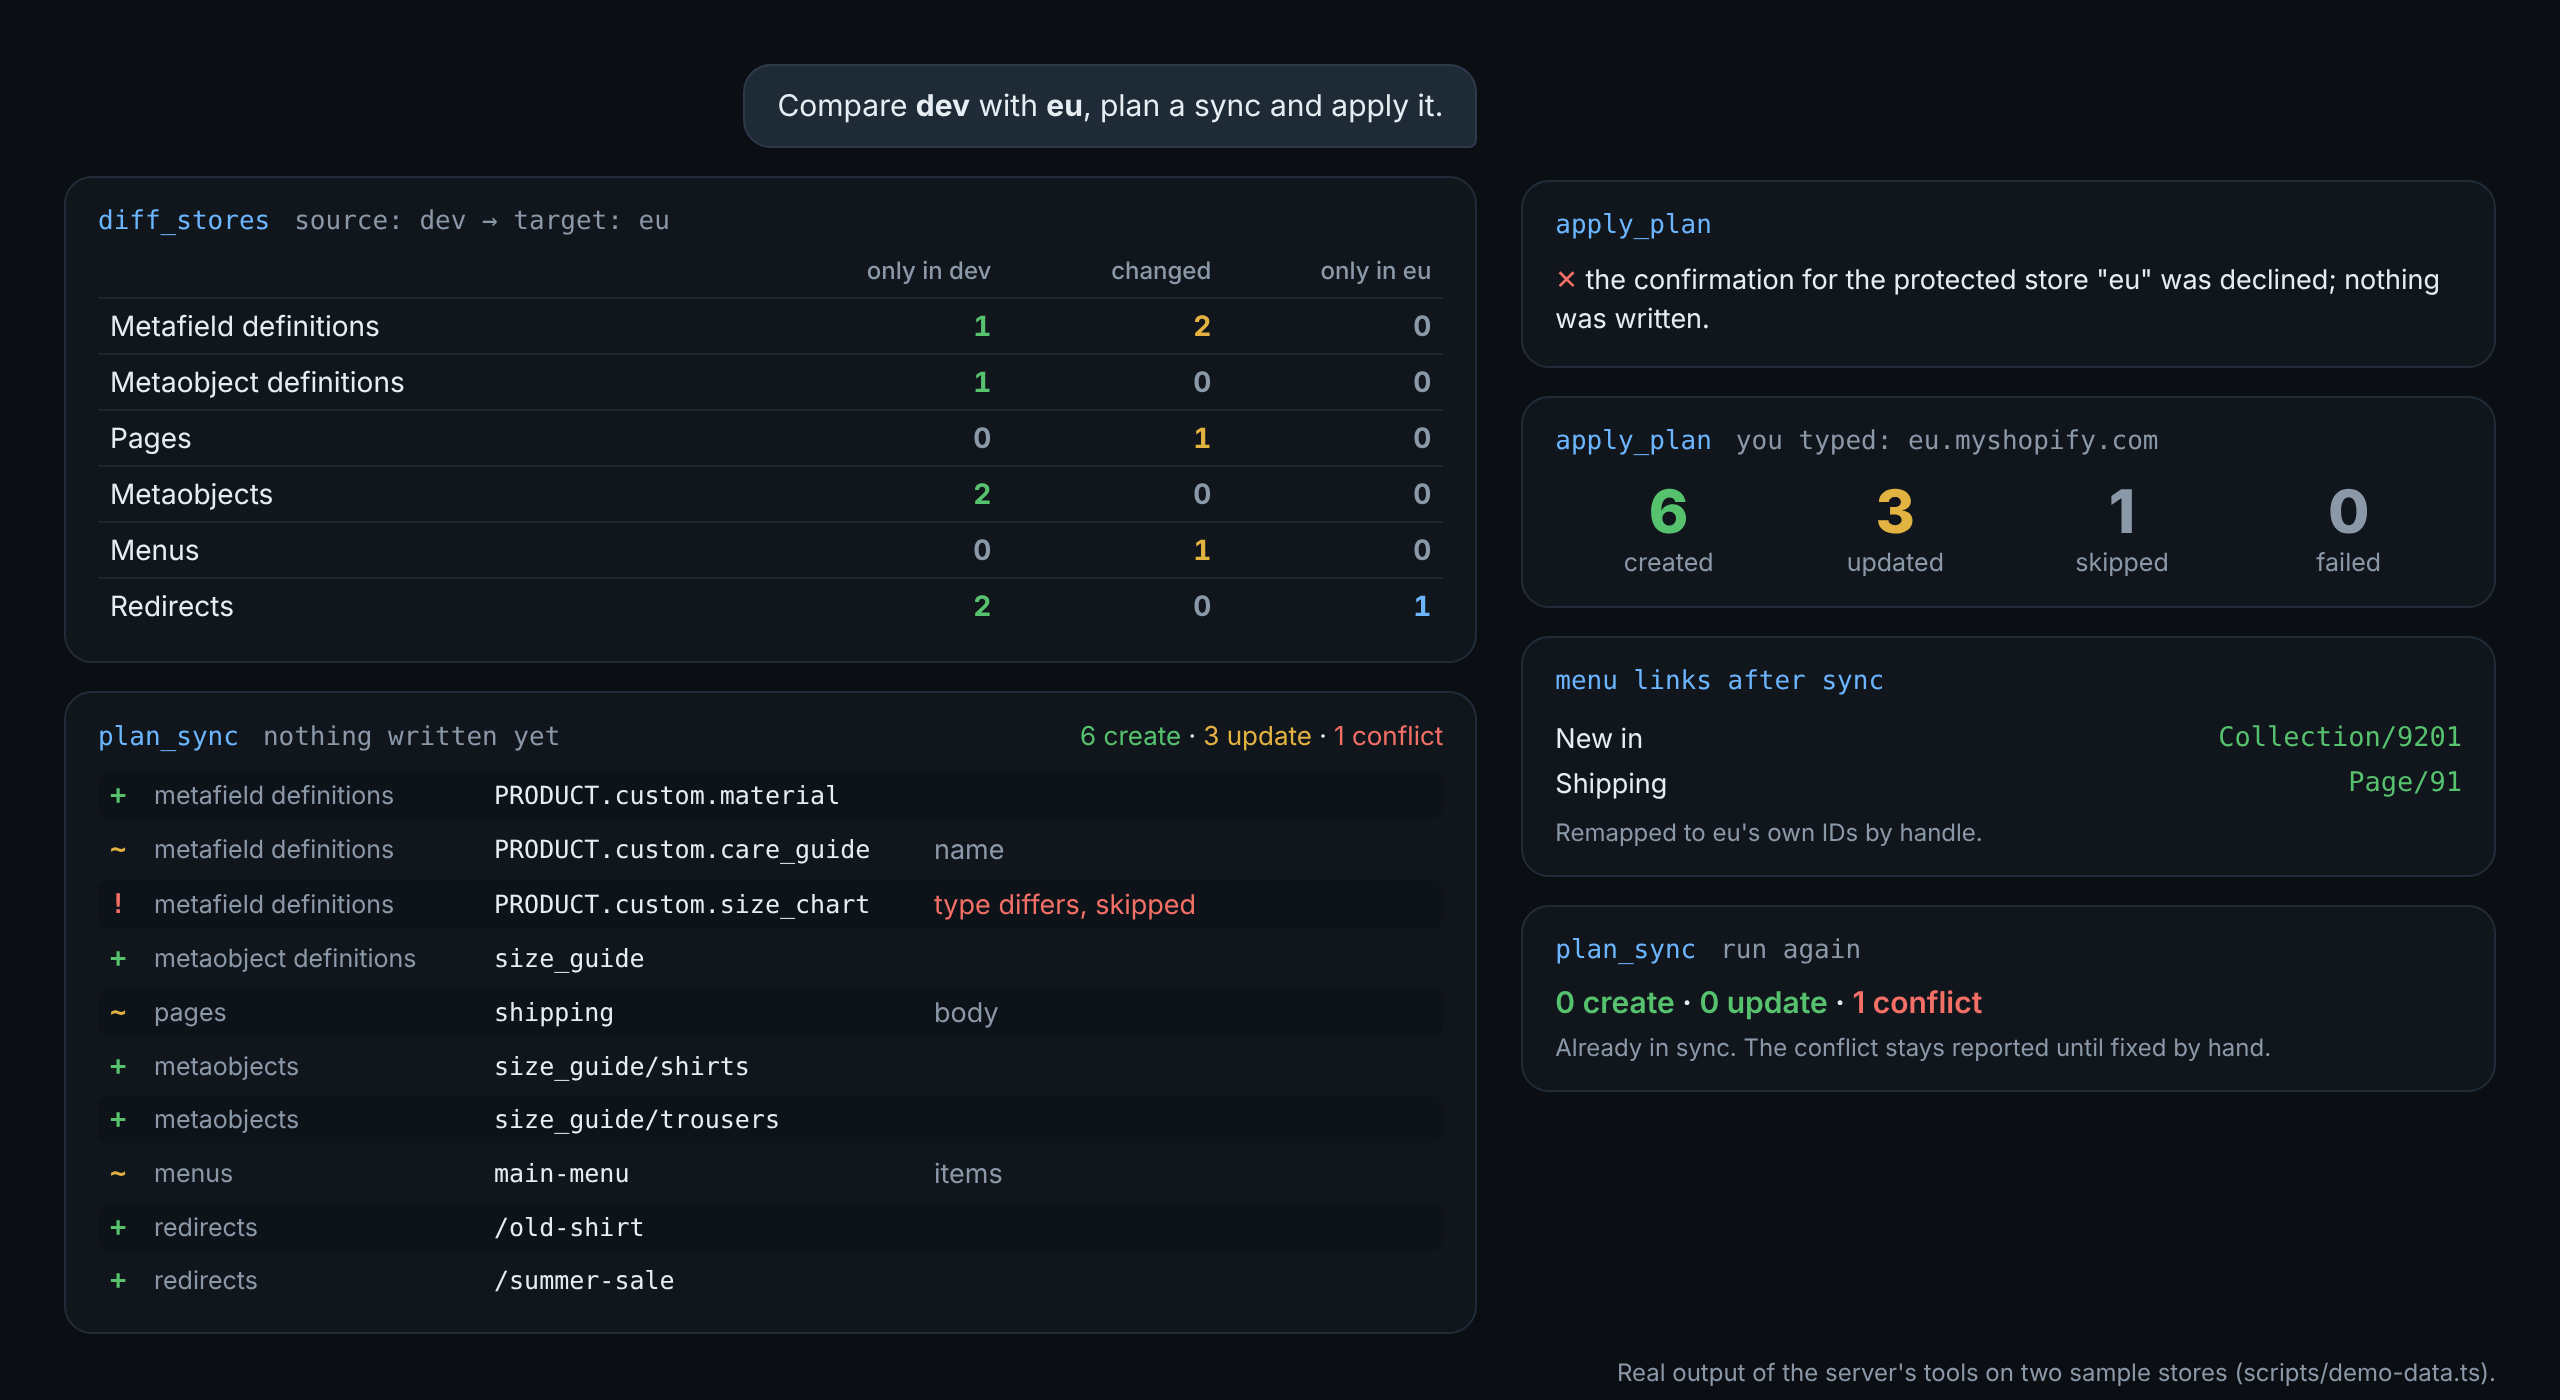 Compare dev with eu, plan a sync and apply it.
diff_stores source: dev → target: eu
only in dev changed only in eu
Metafield definitions 1 2 0
Metaobject definitions 1 0 0
Pages 0 1 0
Metaobjects 2 0 0
Menus 0 1 0
Redirects 2 0 1
plan_sync nothing written yet 6 create · 3 update · 1 conflict
+ metafield definitions PRODUCT.custom.material
~ metafield definitions PRODUCT.custom.care_guide name
! metafield definitions PRODUCT.custom.size_chart type differs, skipped
+ metaobject definitions size_guide
~ pages shipping body
+ metaobjects size_guide/shirts
+ metaobjects size_guide/trousers
~ menus main-menu items
+ redirects /old-shirt
+ redirects /summer-sale
apply_plan
✕ the confirmation for the protected store "eu" was declined; nothing
was written.
apply_plan you typed: eu.myshopify.com
6 3 1 0
created updated skipped failed
menu links after sync
New in Collection/9201
Shipping Page/91
Remapped to eu's own IDs by handle.
plan_sync run again
0 create · 0 update · 1 conflict
Already in sync. The conflict stays reported until fixed by hand.
Real output of the server's tools on two sample stores (scripts/demo-data.ts).